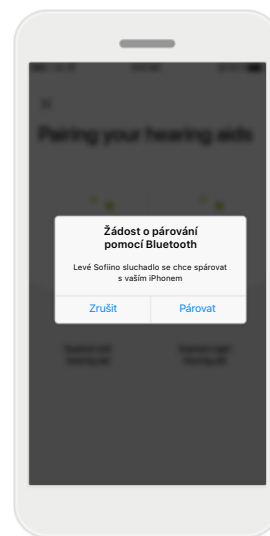 Pairing your hearing aids
Žádost o párování
pomocí Bluetooth
Levé Sofiino sluchadlo se chce spárovat
s vaším iPhonem
Zrušit
Párovat